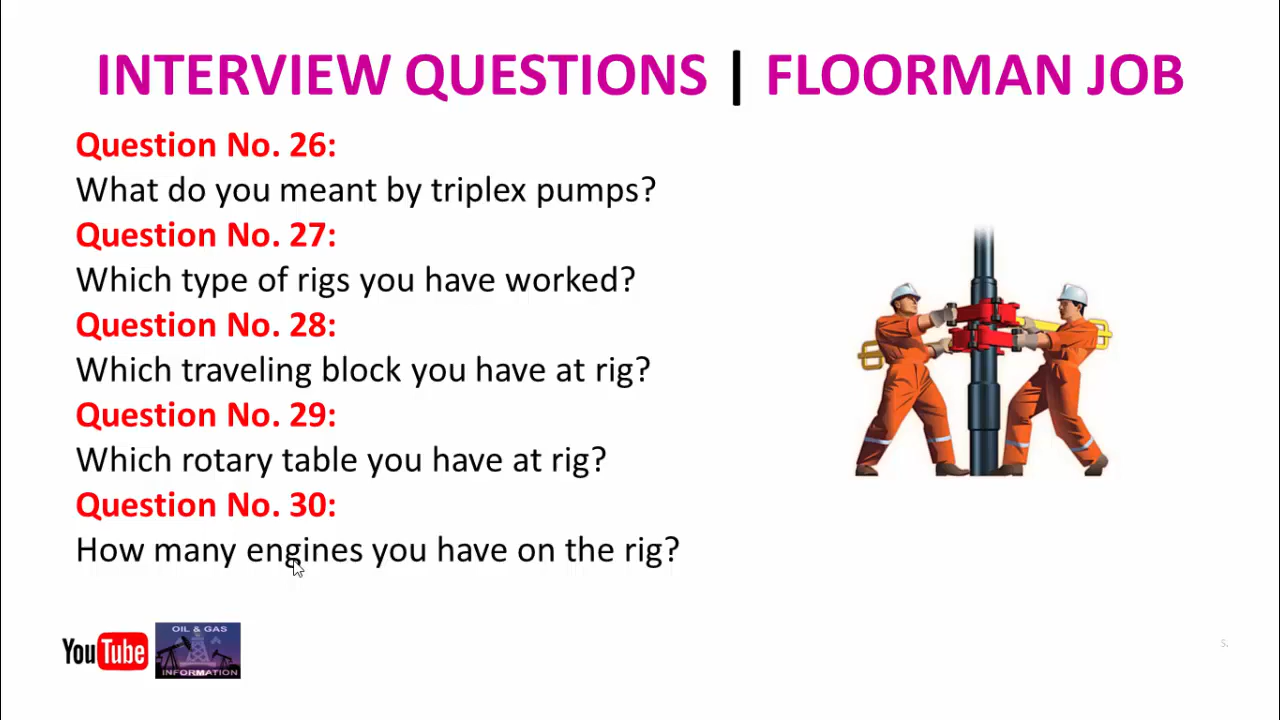 INTERVIEW QUESTIONS | FLOORMAN JOB
Question No. 26:
What do you meant by triplex pumps?
Question No. 27:
Which type of rigs you have worked?
Question No. 28:
Which traveling block you have at rig?
Question No. 29:
Which rotary table you have at rig?
Question No. 30:
How many engines you have on the rig?
YouTube
OIL & GAS
INFORMATION
5.